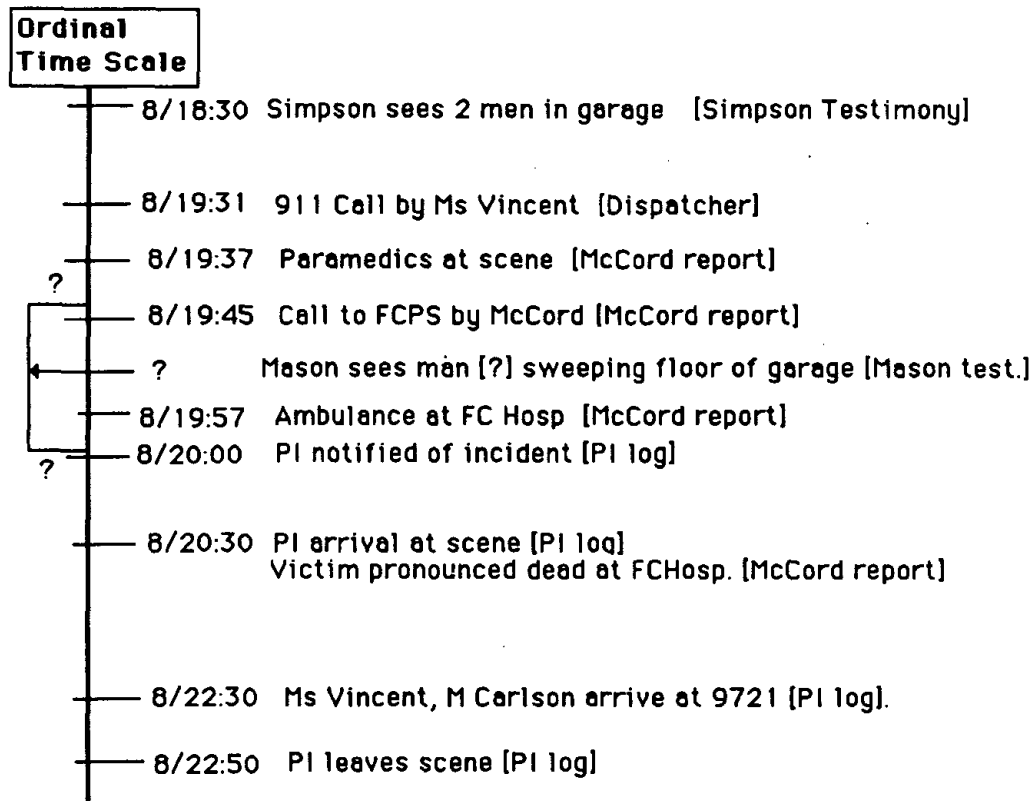 Ordinal
Time Scale
8/18:30 Simpson sees 2 men in garage [Simpson Testimony]
8/19:31 911 Call by Ms Vincent [Dispatcher]
8/19:37 Paramedics at scene [McCord report]
?
8/19:45 Call to FCPS by McCord [McCord report]
? Mason sees man [?] sweeping floor of garage [Mason test.]
8/19:57 Ambulance at FC Hosp [McCord report]
8/20:00 PI notified of incident [PI log]
?
8/20:30 PI arrival at scene [PI log]
Victim pronounced dead at FCHosp. [McCord report]
8/22:30 Ms Vincent, M Carlson arrive at 9721 [PI log].
8/22:50 PI leaves scene [PI log]